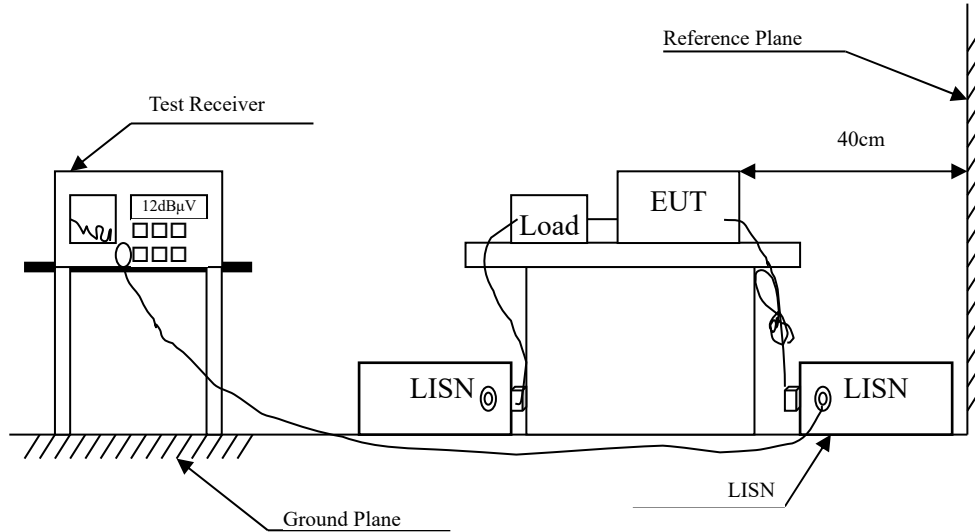 Reference Plane
Test Receiver
40cm
12dBµV
Load
EUT
LISN
LISN
LISN
Ground Plane